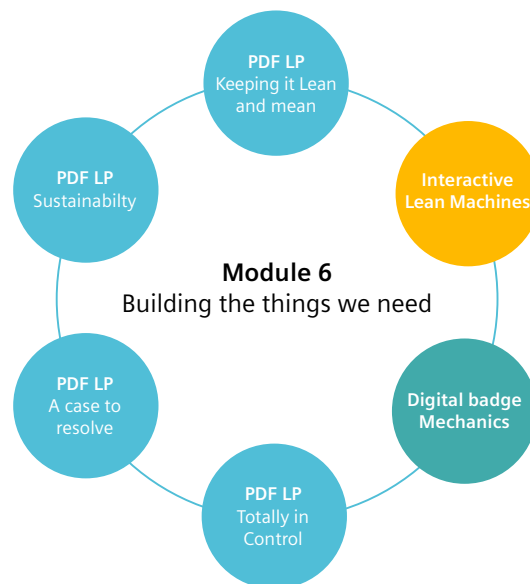 PDF LP
Keeping it Lean
and mean
Interactive
Lean Machines
PDF LP
Sustainabilty
Module 6
Building the things we need
PDF LP
A case to
resolve
Digital badge
Mechanics
PDF LP
Totally in
Control